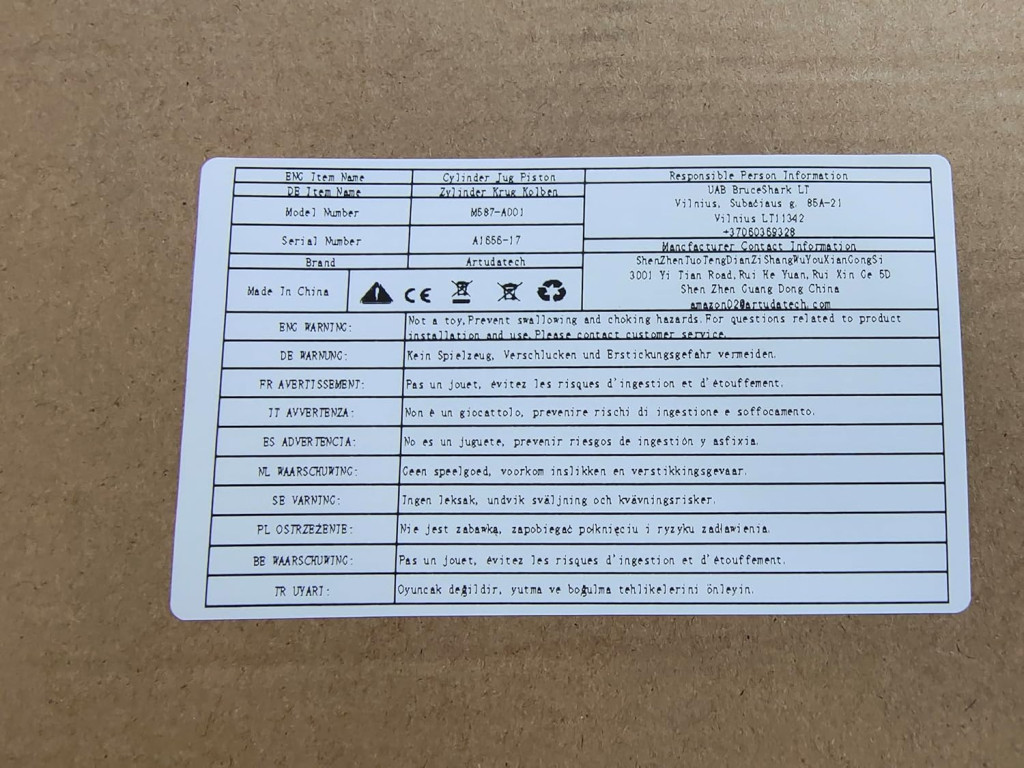 ENG Item Name Cylinder Jug Piston
DE Item Name Zylinder Krug Kolben
Model Number M587-A001
Serial Number A1656-17
Brand Artudatech
Made In China CE
Responsible Person Information
UAB BruceShark LT
Vilnius, Subačiaus g. 85A-21
Vilnius LT11342
+37060369328
Mancfacturer Contact Information
ShenZhenTuoTengDianZiShangWuYouXianGongSi
3001 Yi Tian Road,Rui He Yuan,Rui Xin Ge 5D
Shen Zhen Guang Dong China
amazon02@artudatech.com
ENG WARNING: Not a toy,Prevent swallowing and choking hazards.For questions related to product
installation and use,Please contact customer service.
DE WARNUNG: Kein Spielzeug, Verschlucken und Erstickungsgefahr vermeiden.
FR AVERTISSEMENT: Pas un jouet, évitez les risques d'ingestion et d'étouffement.
IT AVVERTENZA: Non è un giocattolo, prevenire rischi di ingestione e soffocamento.
ES ADVERTENCIA: No es un juguete, prevenir riesgos de ingestión y asfixia.
NL WAARSCHUWING: Geen speelgoed, voorkom inslikken en verstikkingsgevaar.
SE VARNING: Ingen leksak, undvik sväljning och kvävningsrisker.
PL OSTRZEŻENIE: Nie jest zabawką, zapobiegać połknięciu i ryzyku zadławienia.
BE WAARSCHUWING: Pas un jouet, évitez les risques d'ingestion et d'étouffement.
TR UYARI: Oyuncak değildir, yutma ve boğulma tehlikelerini önleyin.